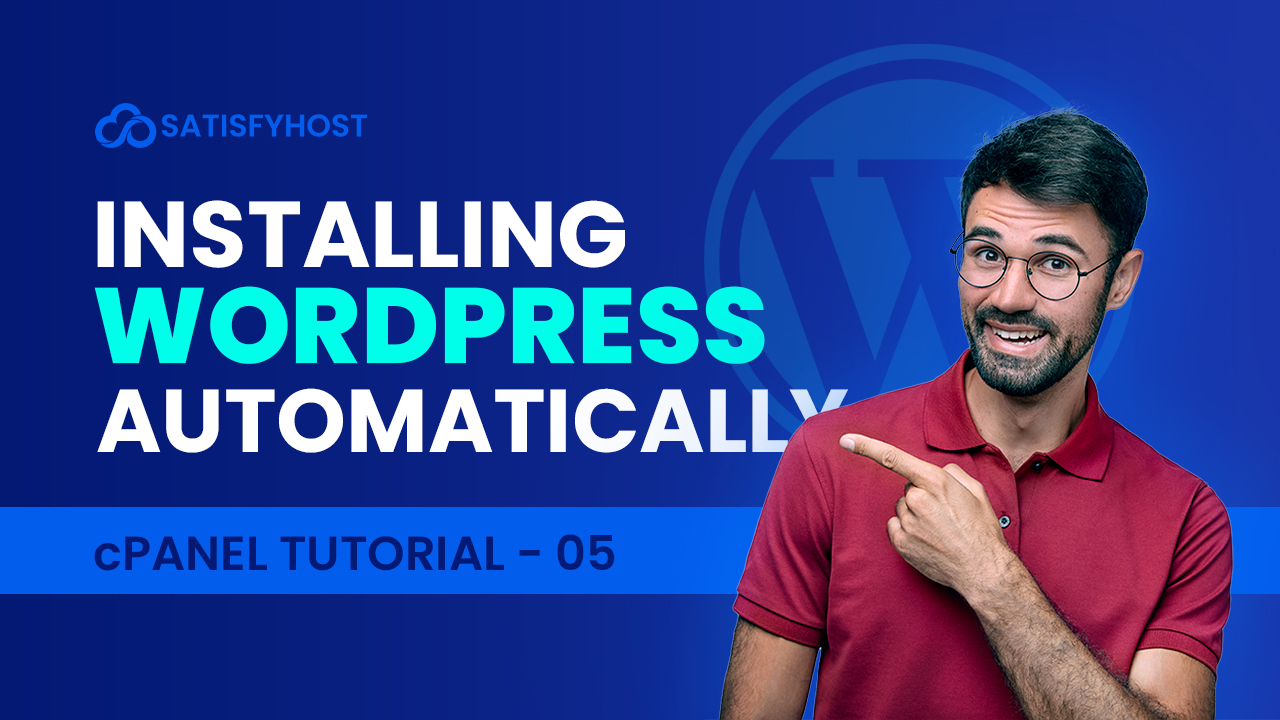 SATISFYHOST
INSTALLING
WORDPRESS
AUTOMATICALLY
cPANEL TUTORIAL - 05